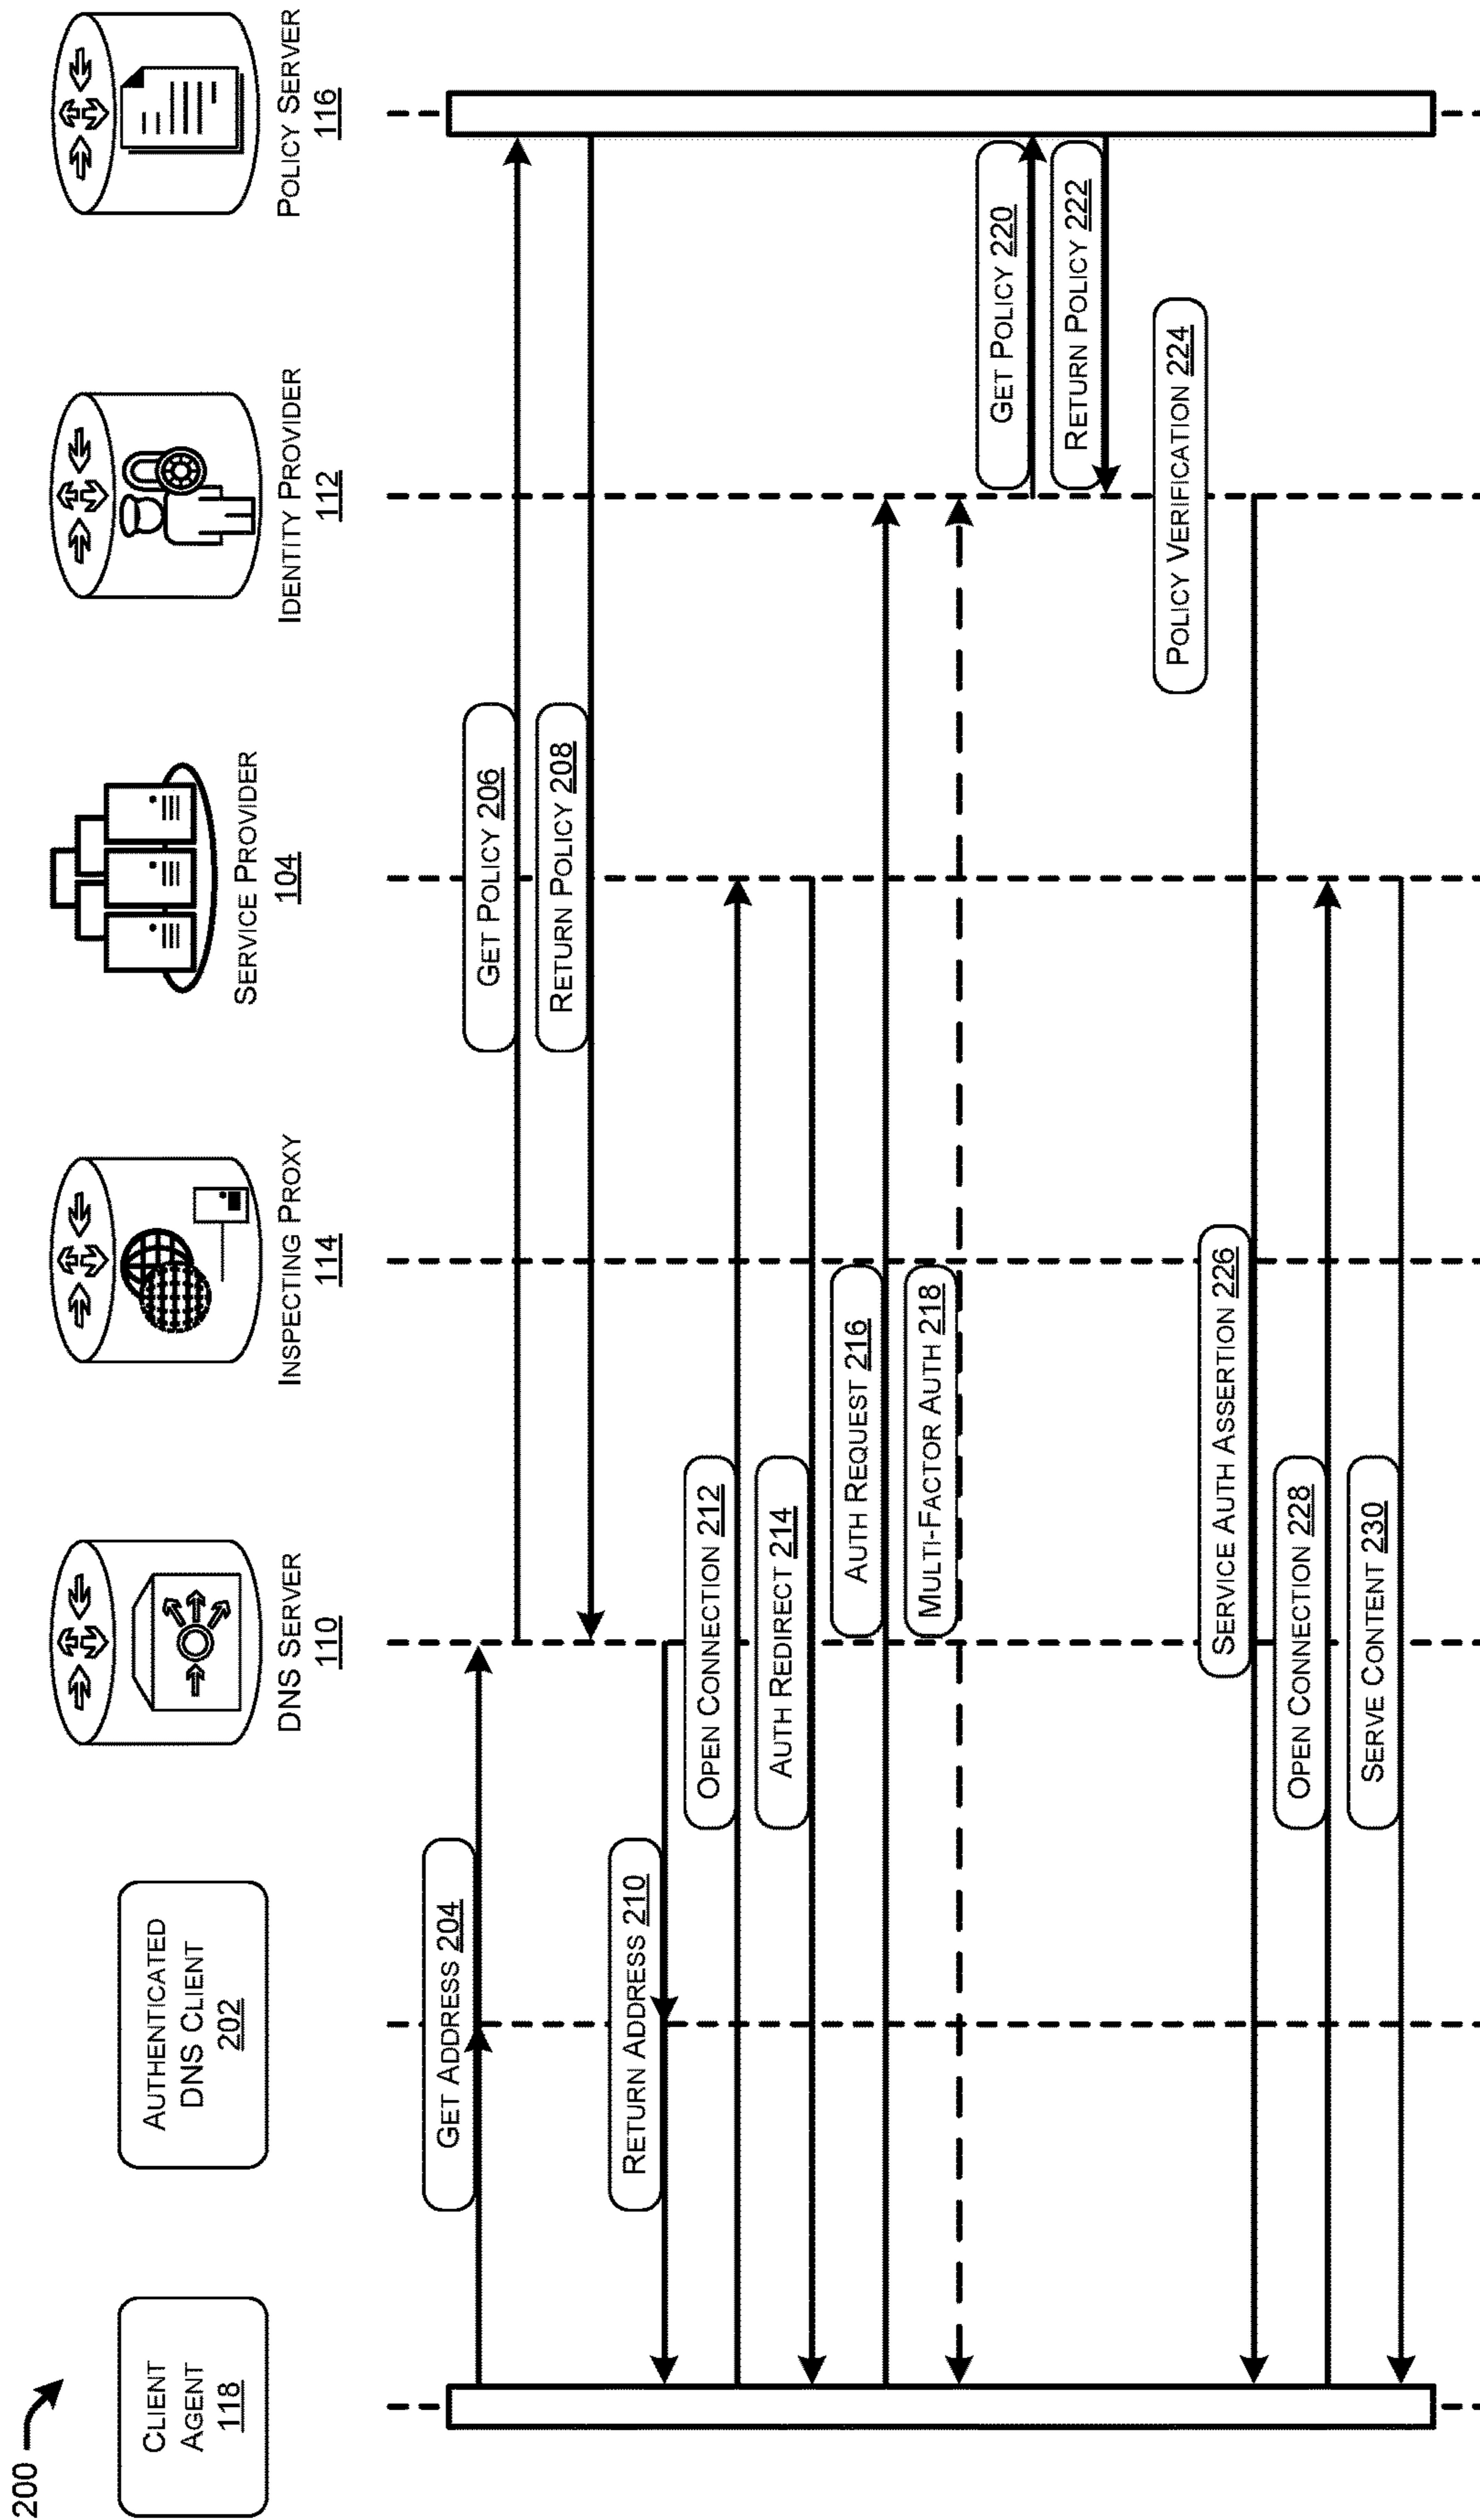 200
CLIENT
AGENT
118
AUTHENTICATED
DNS CLIENT
202
DNS SERVER
110
INSPECTING PROXY
114
SERVICE PROVIDER
104
IDENTITY PROVIDER
112
POLICY SERVER
116
GET ADDRESS 204
GET POLICY 206
RETURN POLICY 208
RETURN ADDRESS 210
OPEN CONNECTION 212
AUTH REDIRECT 214
AUTH REQUEST 216
MULTI-FACTOR AUTH 218
GET POLICY 220
RETURN POLICY 222
POLICY VERIFICATION 224
SERVICE AUTH ASSERTION 226
OPEN CONNECTION 228
SERVE CONTENT 230